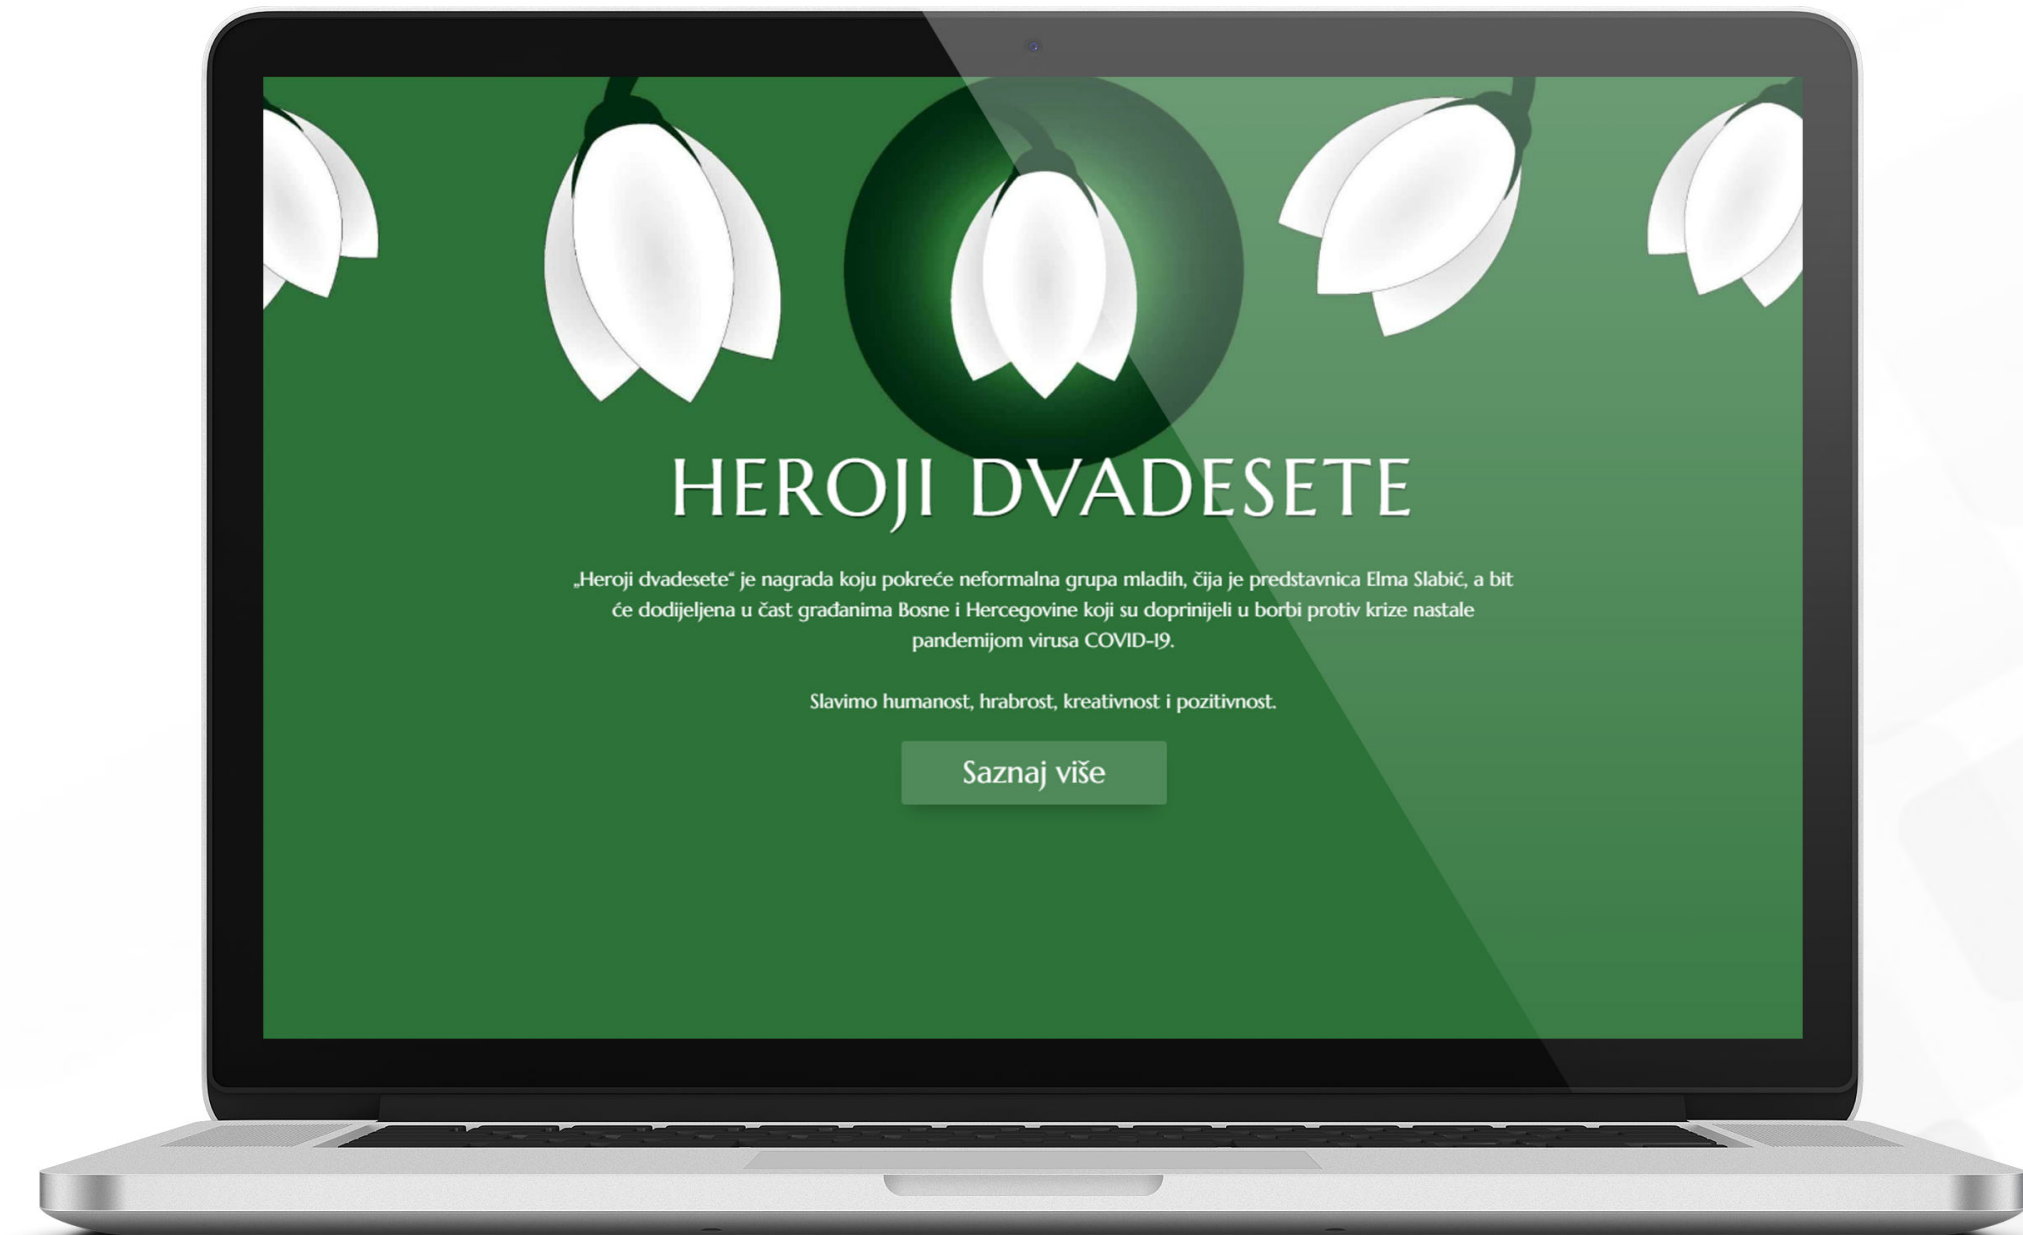 HEROJI DVADESETE
„Heroji dvadesete“ je nagrada koju pokreće neformalna grupa mladih, čija je predstavnica Elma Slabić, a bit
će dodijeljena u čast građanima Bosne i Hercegovine koji su doprinijeli u borbi protiv krize nastale
pandemijom virusa COVID-19.
Slavimo humanost, hrabrost, kreativnost i pozitivnost.
Saznaj više